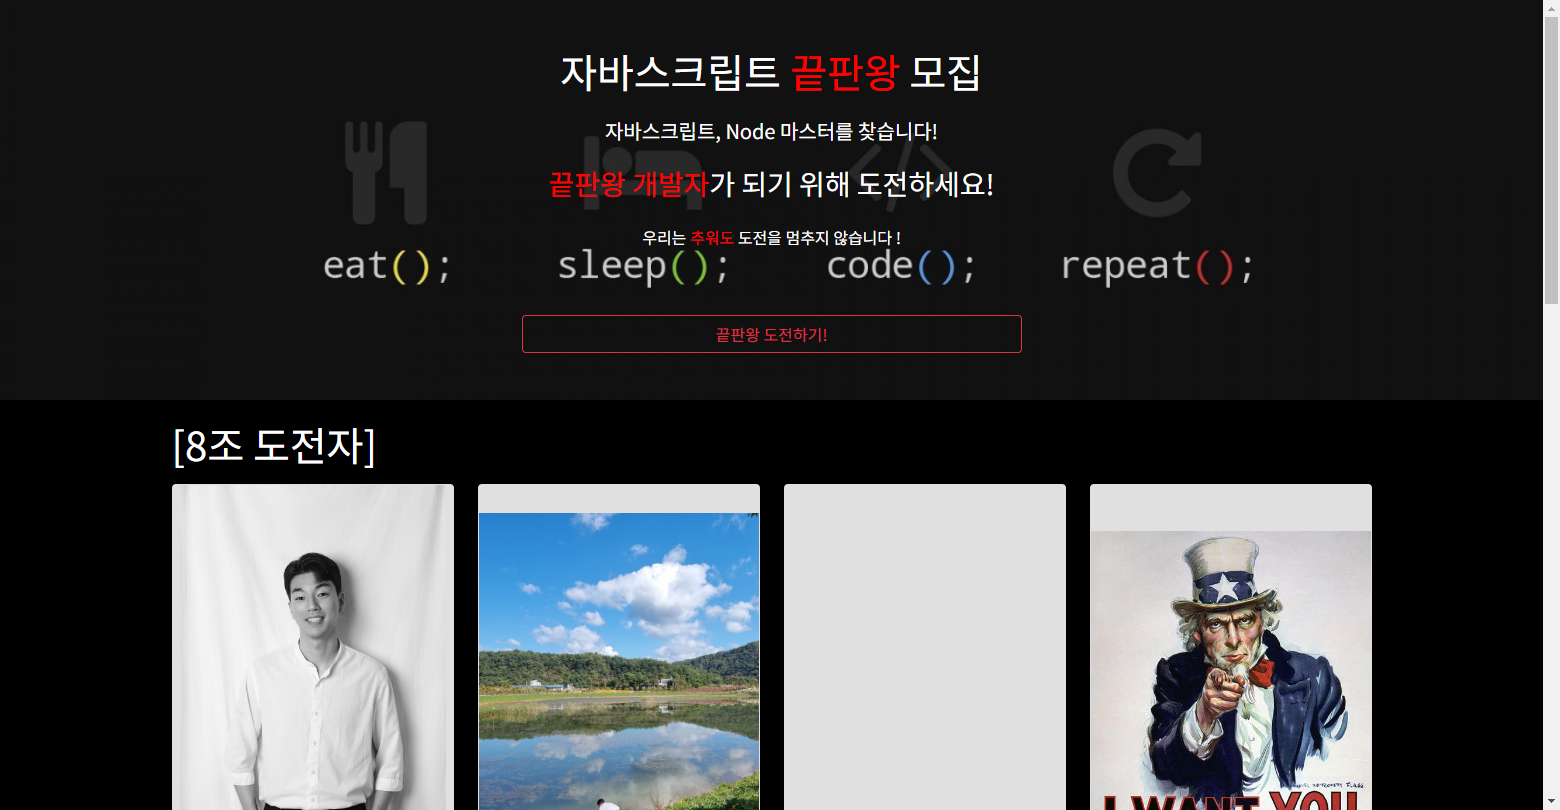 자바스크립트 끝판왕 모집
자바스크립트, Node 마스터를 찾습니다!
끝판왕 개발자가 되기 위해 도전하세요!
우리는 추워도 도전을 멈추지 않습니다 !
eat(); sleep(); code(); repeat();
끝판왕 도전하기!
[8조 도전자]
I WANT YOU